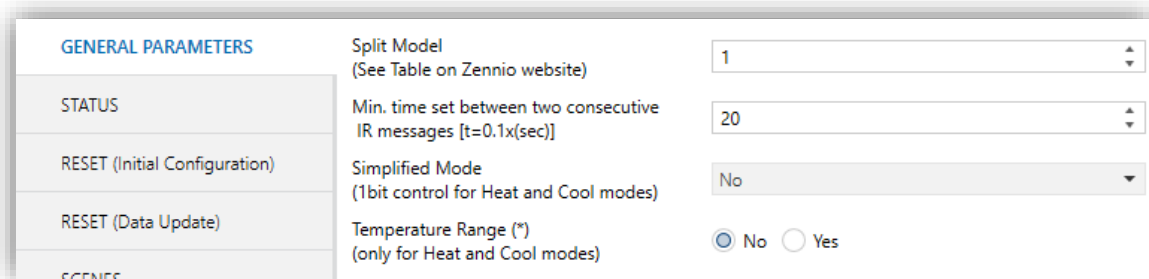 GENERAL PARAMETERS
STATUS
RESET (Initial Configuration)
RESET (Data Update)
SCENES
Split Model
(See Table on Zennio website)
1
Min. time set between two consecutive
IR messages [t=0.1x(sec)]
20
Simplified Mode
(1bit control for Heat and Cool modes)
No
Temperature Range (*)
(only for Heat and Cool modes)
No Yes